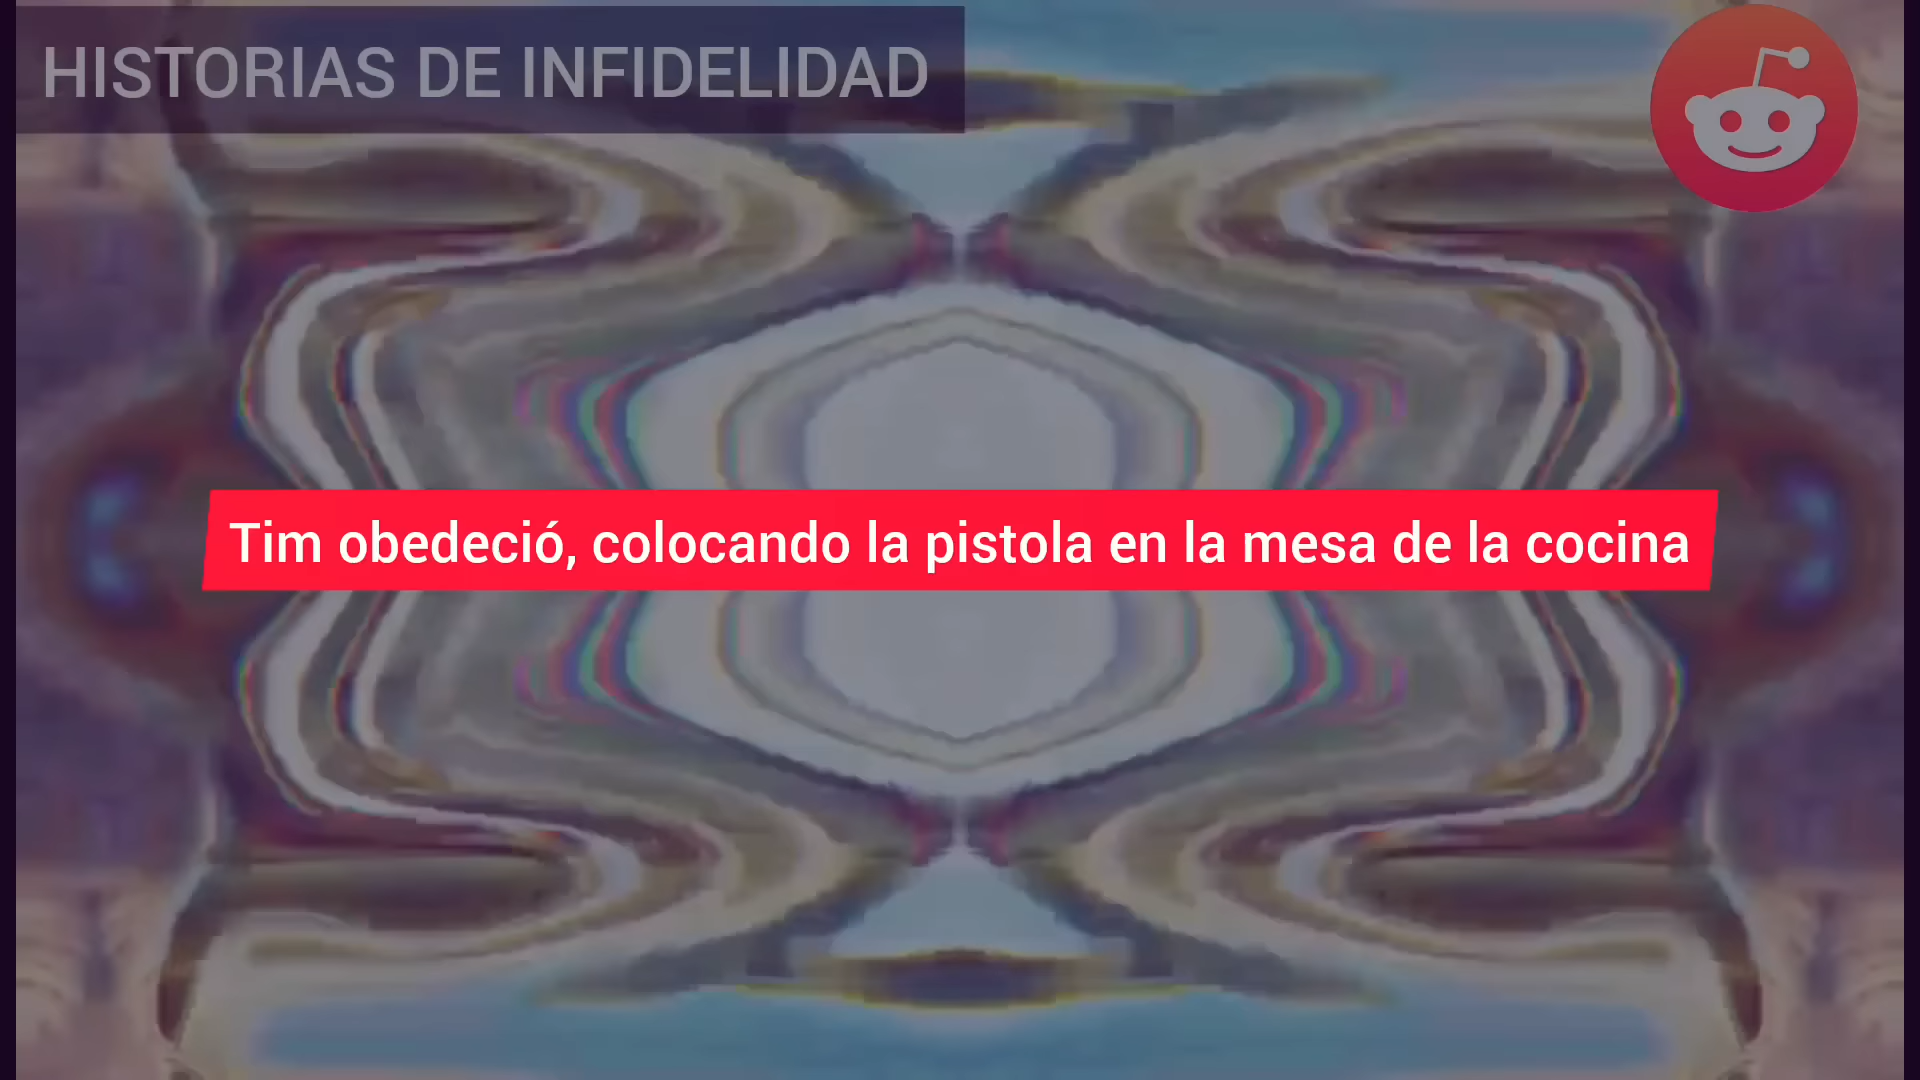 HISTORIAS DE INFIDELIDAD
Tim obedeció, colocando la pistola en la mesa de la cocina